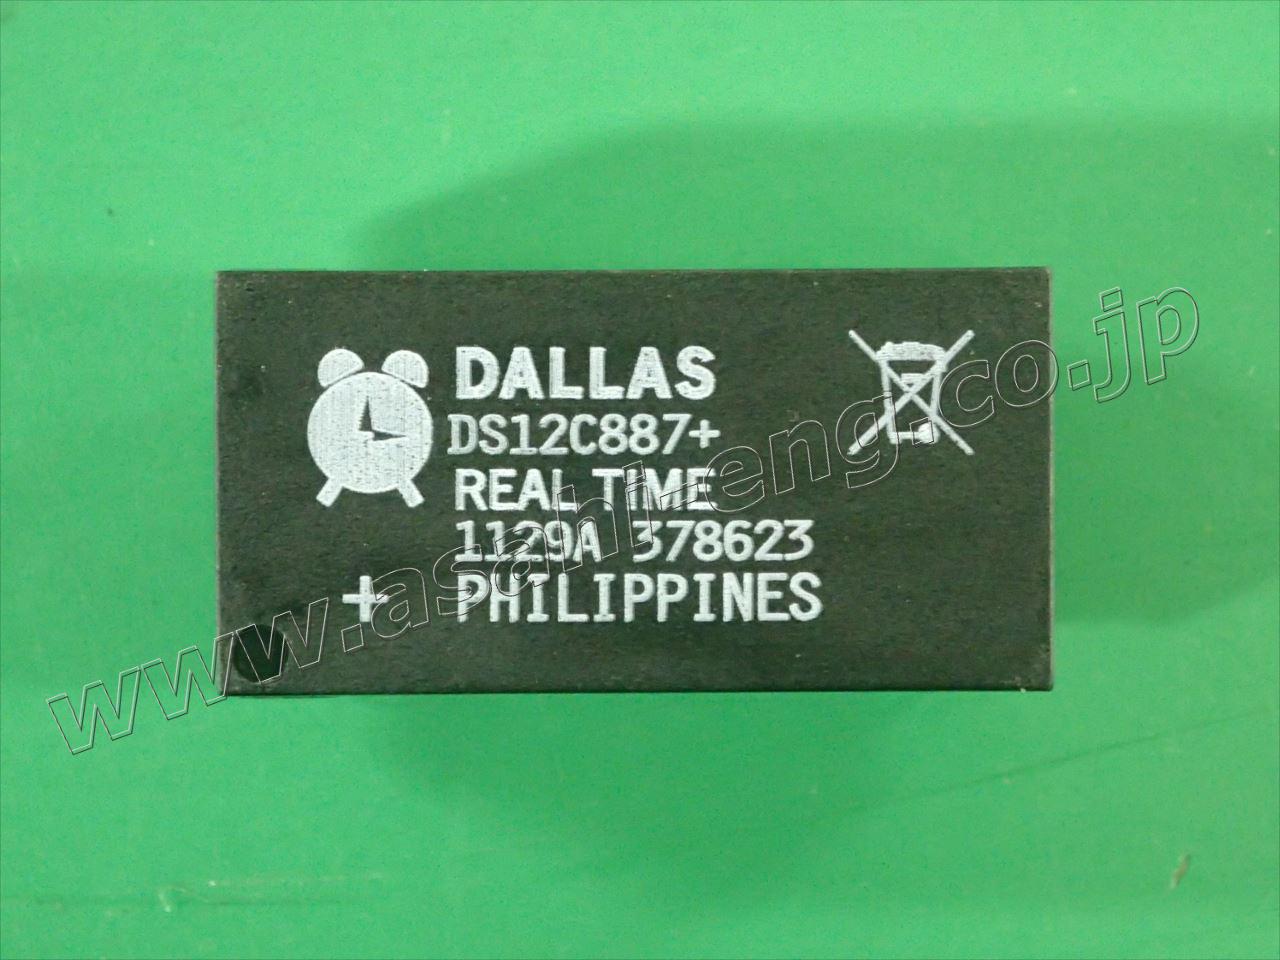 DALLAS
DS12C887+
REAL TIME
1129A 378623
+ PHILIPPINES
www.asahi-eng.co.jp